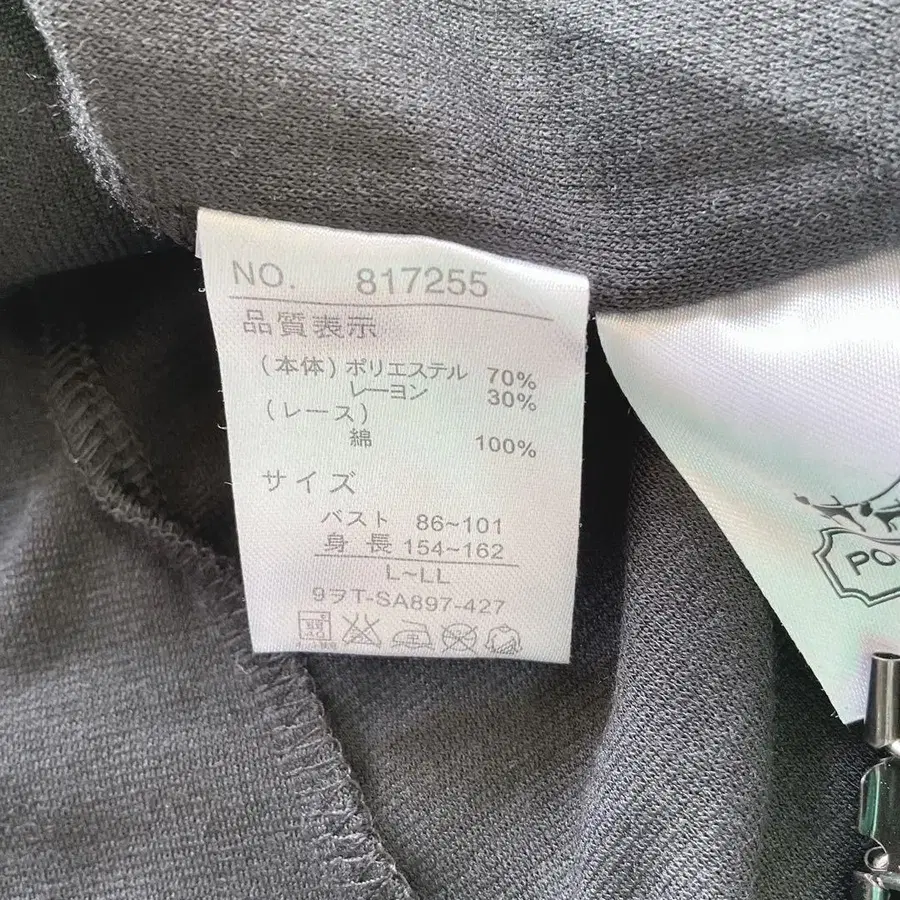 NO. 817255
品質表示
(本体) ポリエステル 70%
レーヨン 30%
(レース)
綿 100%
サイズ
バスト 86~101
身長 154~162
L~LL
9ヲT-SA897-427
PO